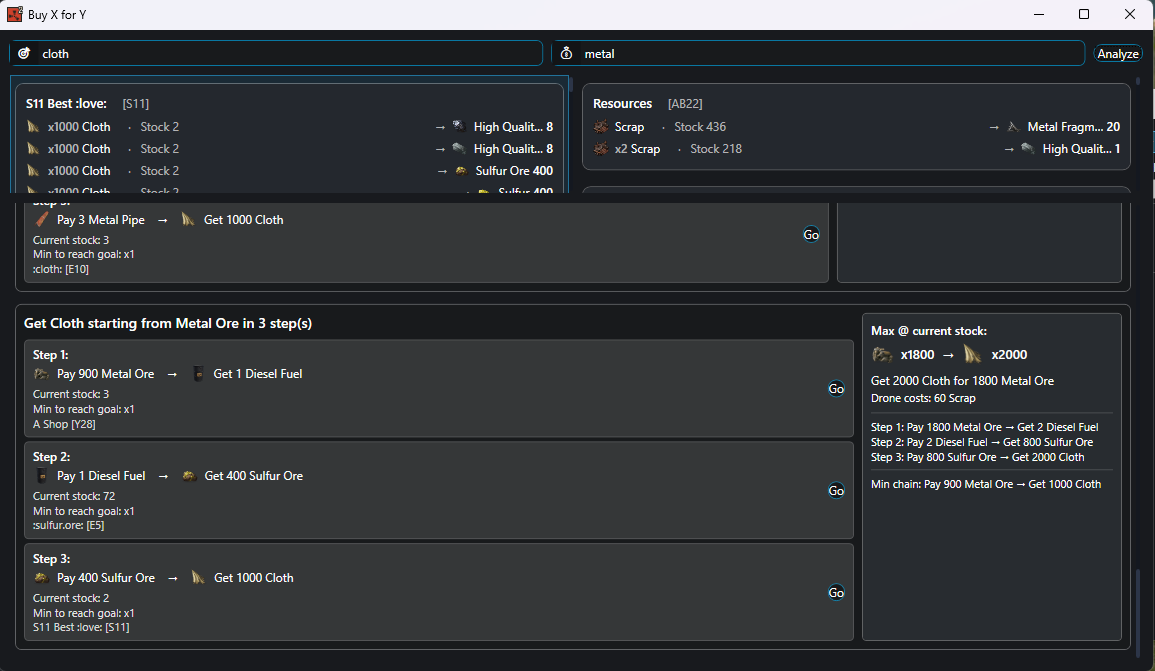 Buy X for Y
cloth
metal
Analyze
S11 Best :love: [S11]
x1000 Cloth · Stock 2 → High Qualit... 8
x1000 Cloth · Stock 2 → High Qualit... 8
x1000 Cloth · Stock 2 → Sulfur Ore 400
x1000 Cloth · Stock 2 → Sulfur 400
Resources [AB22]
Scrap · Stock 436 → Metal Fragm... 20
x2 Scrap · Stock 218 → High Qualit... 1
Pay 3 Metal Pipe → Get 1000 Cloth
Current stock: 3
Min to reach goal: x1
:cloth: [E10]
Go
Get Cloth starting from Metal Ore in 3 step(s)
Step 1:
Pay 900 Metal Ore → Get 1 Diesel Fuel
Current stock: 3
Min to reach goal: x1
A Shop [Y28]
Go
Step 2:
Pay 1 Diesel Fuel → Get 400 Sulfur Ore
Current stock: 72
Min to reach goal: x1
:sulfur.ore: [E5]
Go
Step 3:
Pay 400 Sulfur Ore → Get 1000 Cloth
Current stock: 2
Min to reach goal: x1
S11 Best :love: [S11]
Go
Max @ current stock:
x1800 → x2000
Get 2000 Cloth for 1800 Metal Ore
Drone costs: 60 Scrap
Step 1: Pay 1800 Metal Ore → Get 2 Diesel Fuel
Step 2: Pay 2 Diesel Fuel → Get 800 Sulfur Ore
Step 3: Pay 800 Sulfur Ore → Get 2000 Cloth
Min chain: Pay 900 Metal Ore → Get 1000 Cloth